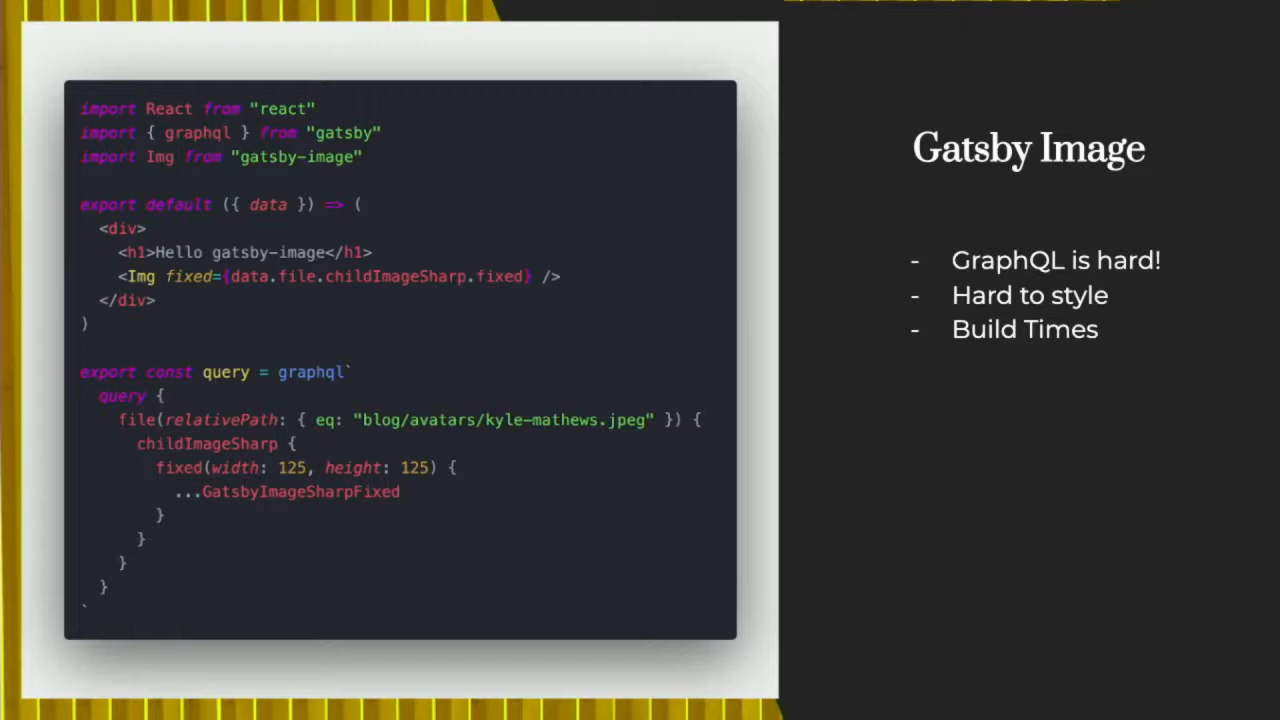 import React from "react"
import { graphql } from "gatsby"
import Img from "gatsby-image"
export default ({ data }) => (
  <div>
    <h1>Hello gatsby-image</h1>
    <Img fixed={data.file.childImageSharp.fixed} />
  </div>
)
export const query = graphql`
  query {
    file(relativePath: { eq: "blog/avatars/kyle-mathews.jpeg" }) {
      childImageSharp {
        fixed(width: 125, height: 125) {
          ...GatsbyImageSharpFixed
        }
      }
    }
  }
`
Gatsby Image
- GraphQL is hard!
- Hard to style
- Build Times